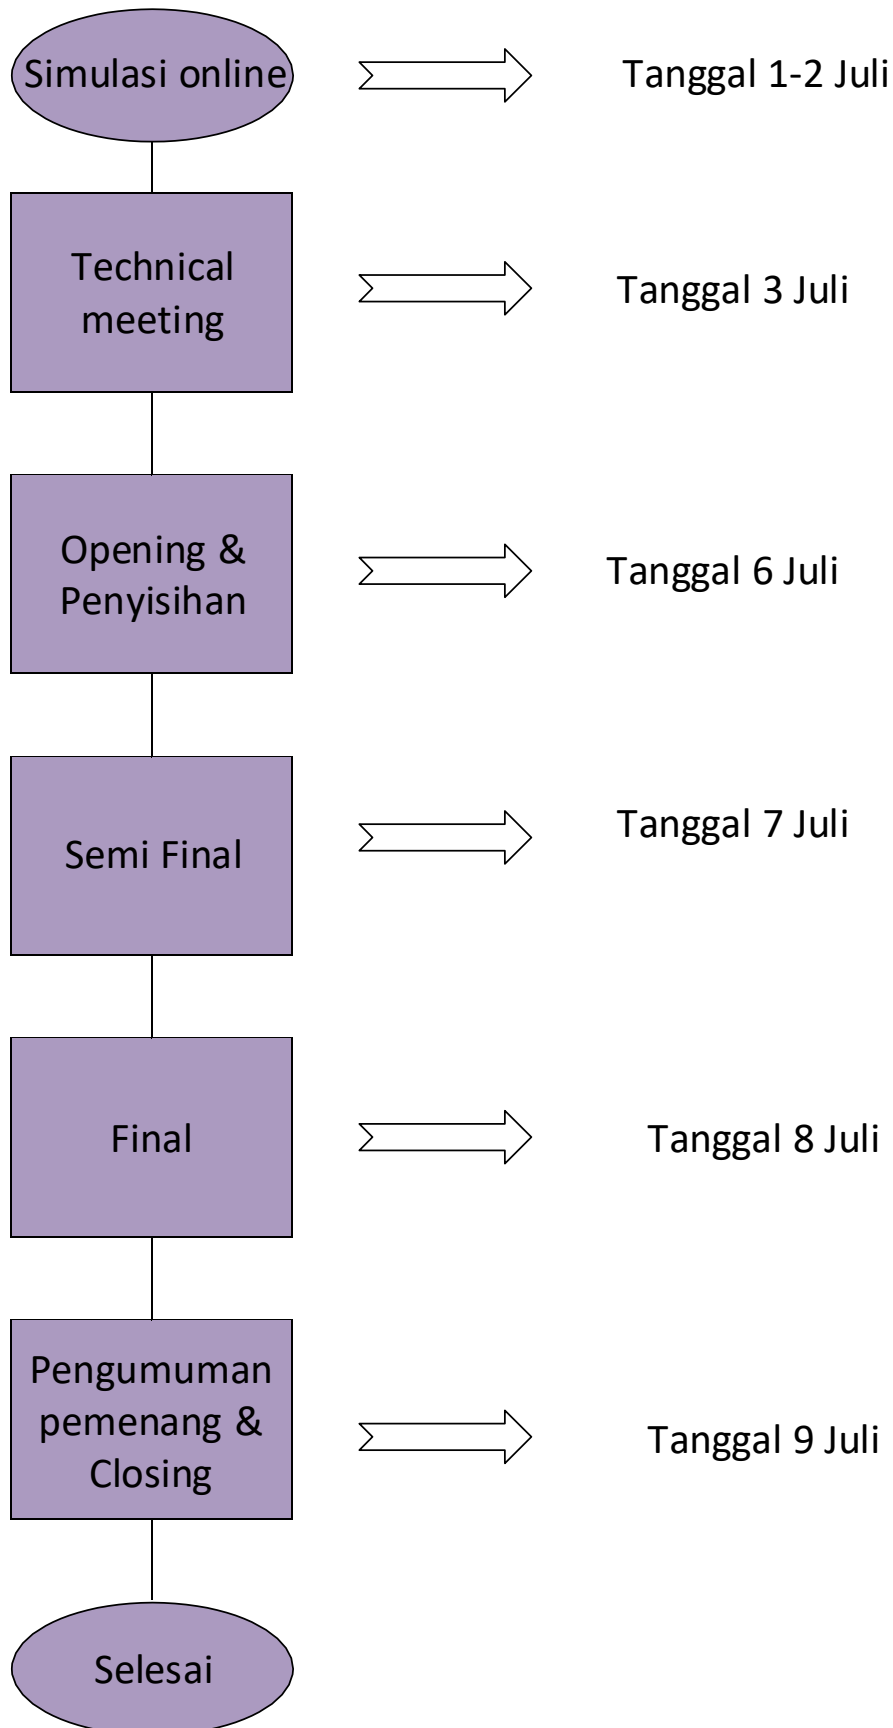 Simulasi online
Tanggal 1-2 Juli
Technical
meeting
Tanggal 3 Juli
Opening &
Penyisihan
Tanggal 6 Juli
Semi Final
Tanggal 7 Juli
Final
Tanggal 8 Juli
Pengumuman
pemenang &
Closing
Tanggal 9 Juli
Selesai